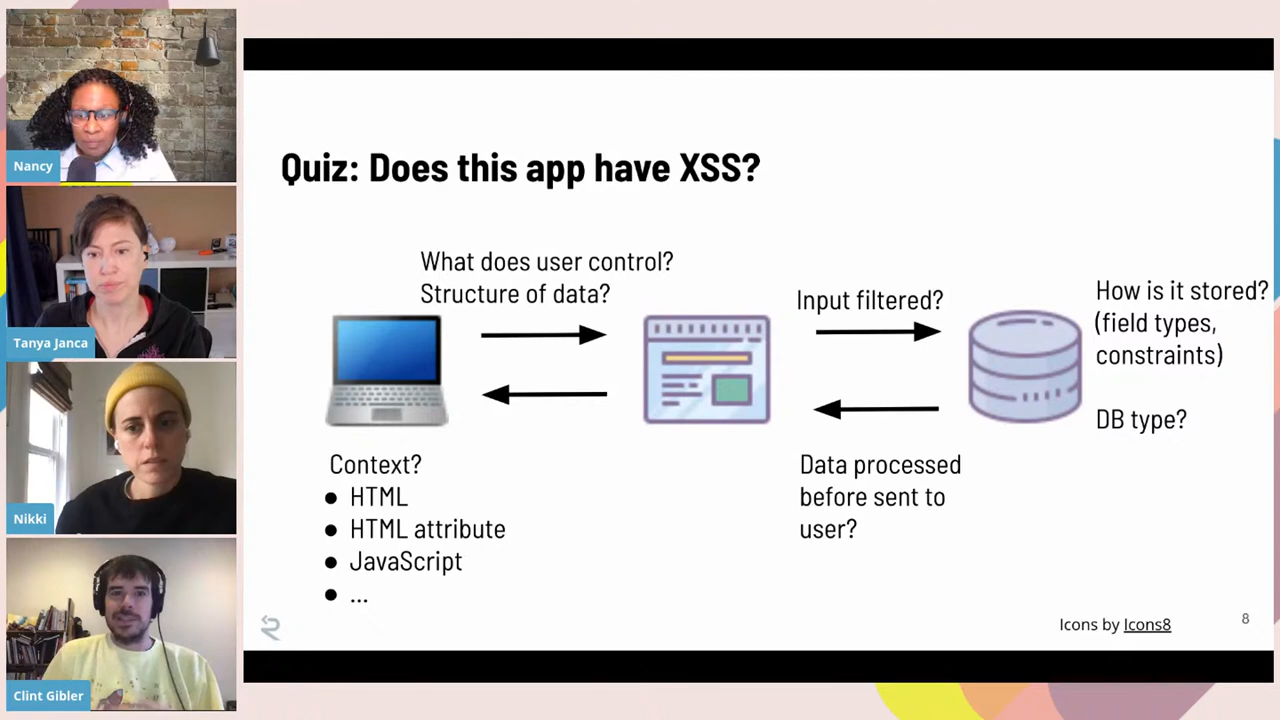 Nancy
Tanya Janca
Nikki
Clint Gibler
Quiz: Does this app have XSS?
What does user control?
Structure of data?
Input filtered?
How is it stored?
(field types,
constraints)
DB type?
Context?
● HTML
● HTML attribute
● JavaScript
● ...
Data processed
before sent to
user?
Icons by Icons8
8